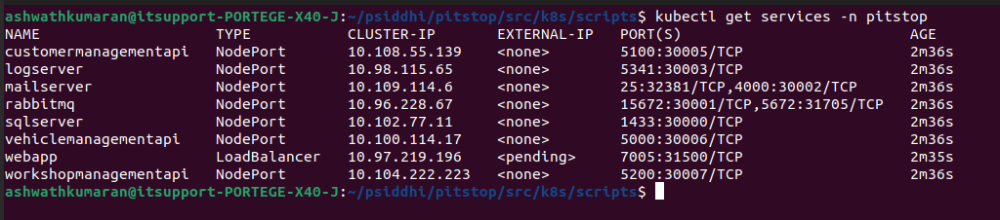 ashwathkumaran@itsupport-PORTEGE-X40-J:~/psiddhi/pitstop/src/k8s/scripts$ kubectl get services -n pitstop
NAME TYPE CLUSTER-IP EXTERNAL-IP PORT(S) AGE
customermanagementapi NodePort 10.108.55.139 <none> 5100:30005/TCP 2m36s
logserver NodePort 10.98.115.65 <none> 5341:30003/TCP 2m36s
mailserver NodePort 10.109.114.6 <none> 25:32381/TCP,4000:30002/TCP 2m36s
rabbitmq NodePort 10.96.228.67 <none> 15672:30001/TCP,5672:31705/TCP 2m36s
sqlserver NodePort 10.102.77.11 <none> 1433:30000/TCP 2m36s
vehiclemanagementapi NodePort 10.100.114.17 <none> 5000:30006/TCP 2m36s
webapp LoadBalancer 10.97.219.196 <pending> 7005:31500/TCP 2m35s
workshopmanagementapi NodePort 10.104.222.223 <none> 5200:30007/TCP 2m36s
ashwathkumaran@itsupport-PORTEGE-X40-J:~/psiddhi/pitstop/src/k8s/scripts$